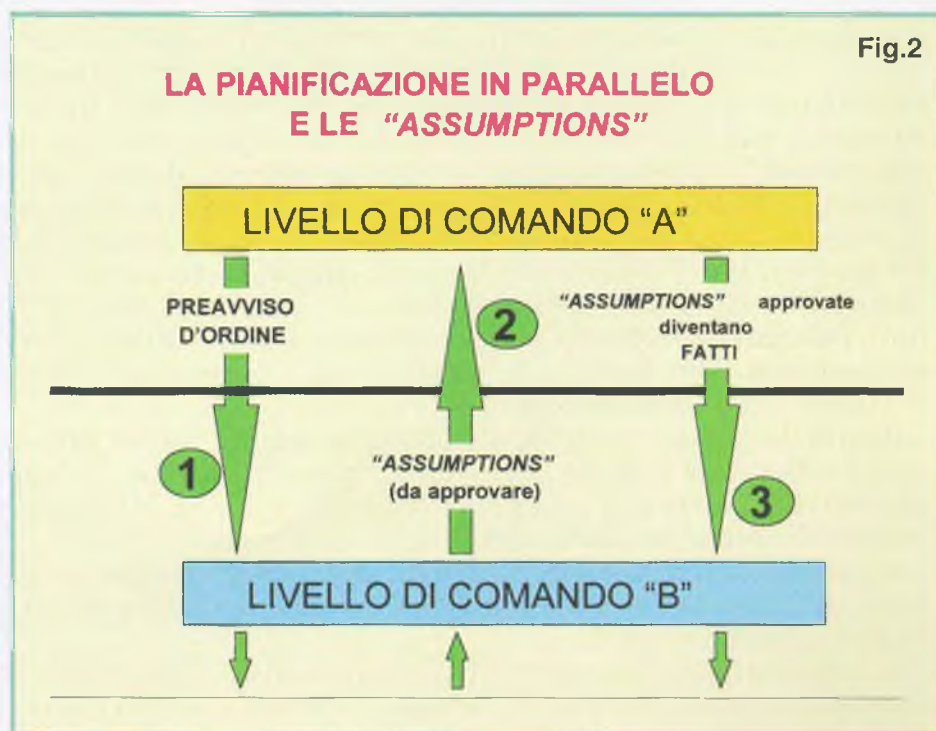 Fig.2
LA PIANIFICAZIONE IN PARALLELO
E LE "ASSUMPTIONS"
LIVELLO DI COMANDO “A”
PREAVVISO
D'ORDINE
2
"ASSUMPTIONS" approvate
diventano
FATTI
1
"ASSUMPTIONS"
(da approvare)
3
LIVELLO DI COMANDO “B”